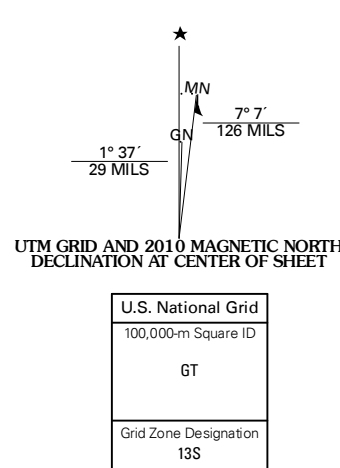 ★
MN
GN
7° 7´
126 MILS
1° 37´
29 MILS
UTM GRID AND 2010 MAGNETIC NORTH
DECLINATION AT CENTER OF SHEET
U.S. National Grid
100,000-m Square ID
GT
Grid Zone Designation
13S